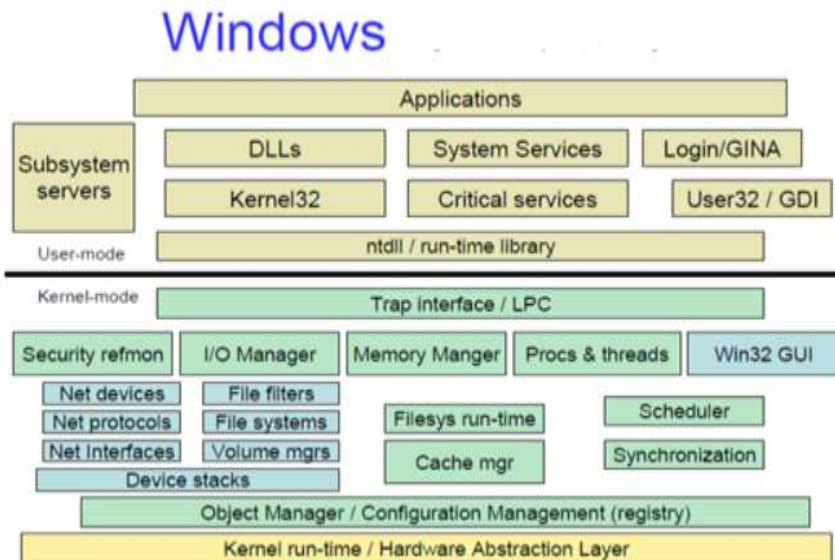 Windows
Applications
Subsystem servers
DLLs
System Services
Login/GINA
Kernel32
Critical services
User32 / GDI
User-mode
ntdll / run-time library
Kernel-mode
Trap interface / LPC
Security refmon
I/O Manager
Memory Manger
Procs & threads
Win32 GUI
Net devices
File filters
Net protocols
File systems
Filesys run-time
Scheduler
Net Interfaces
Volume mgrs
Cache mgr
Synchronization
Device stacks
Object Manager / Configuration Management (registry)
Kernel run-time / Hardware Abstraction Layer